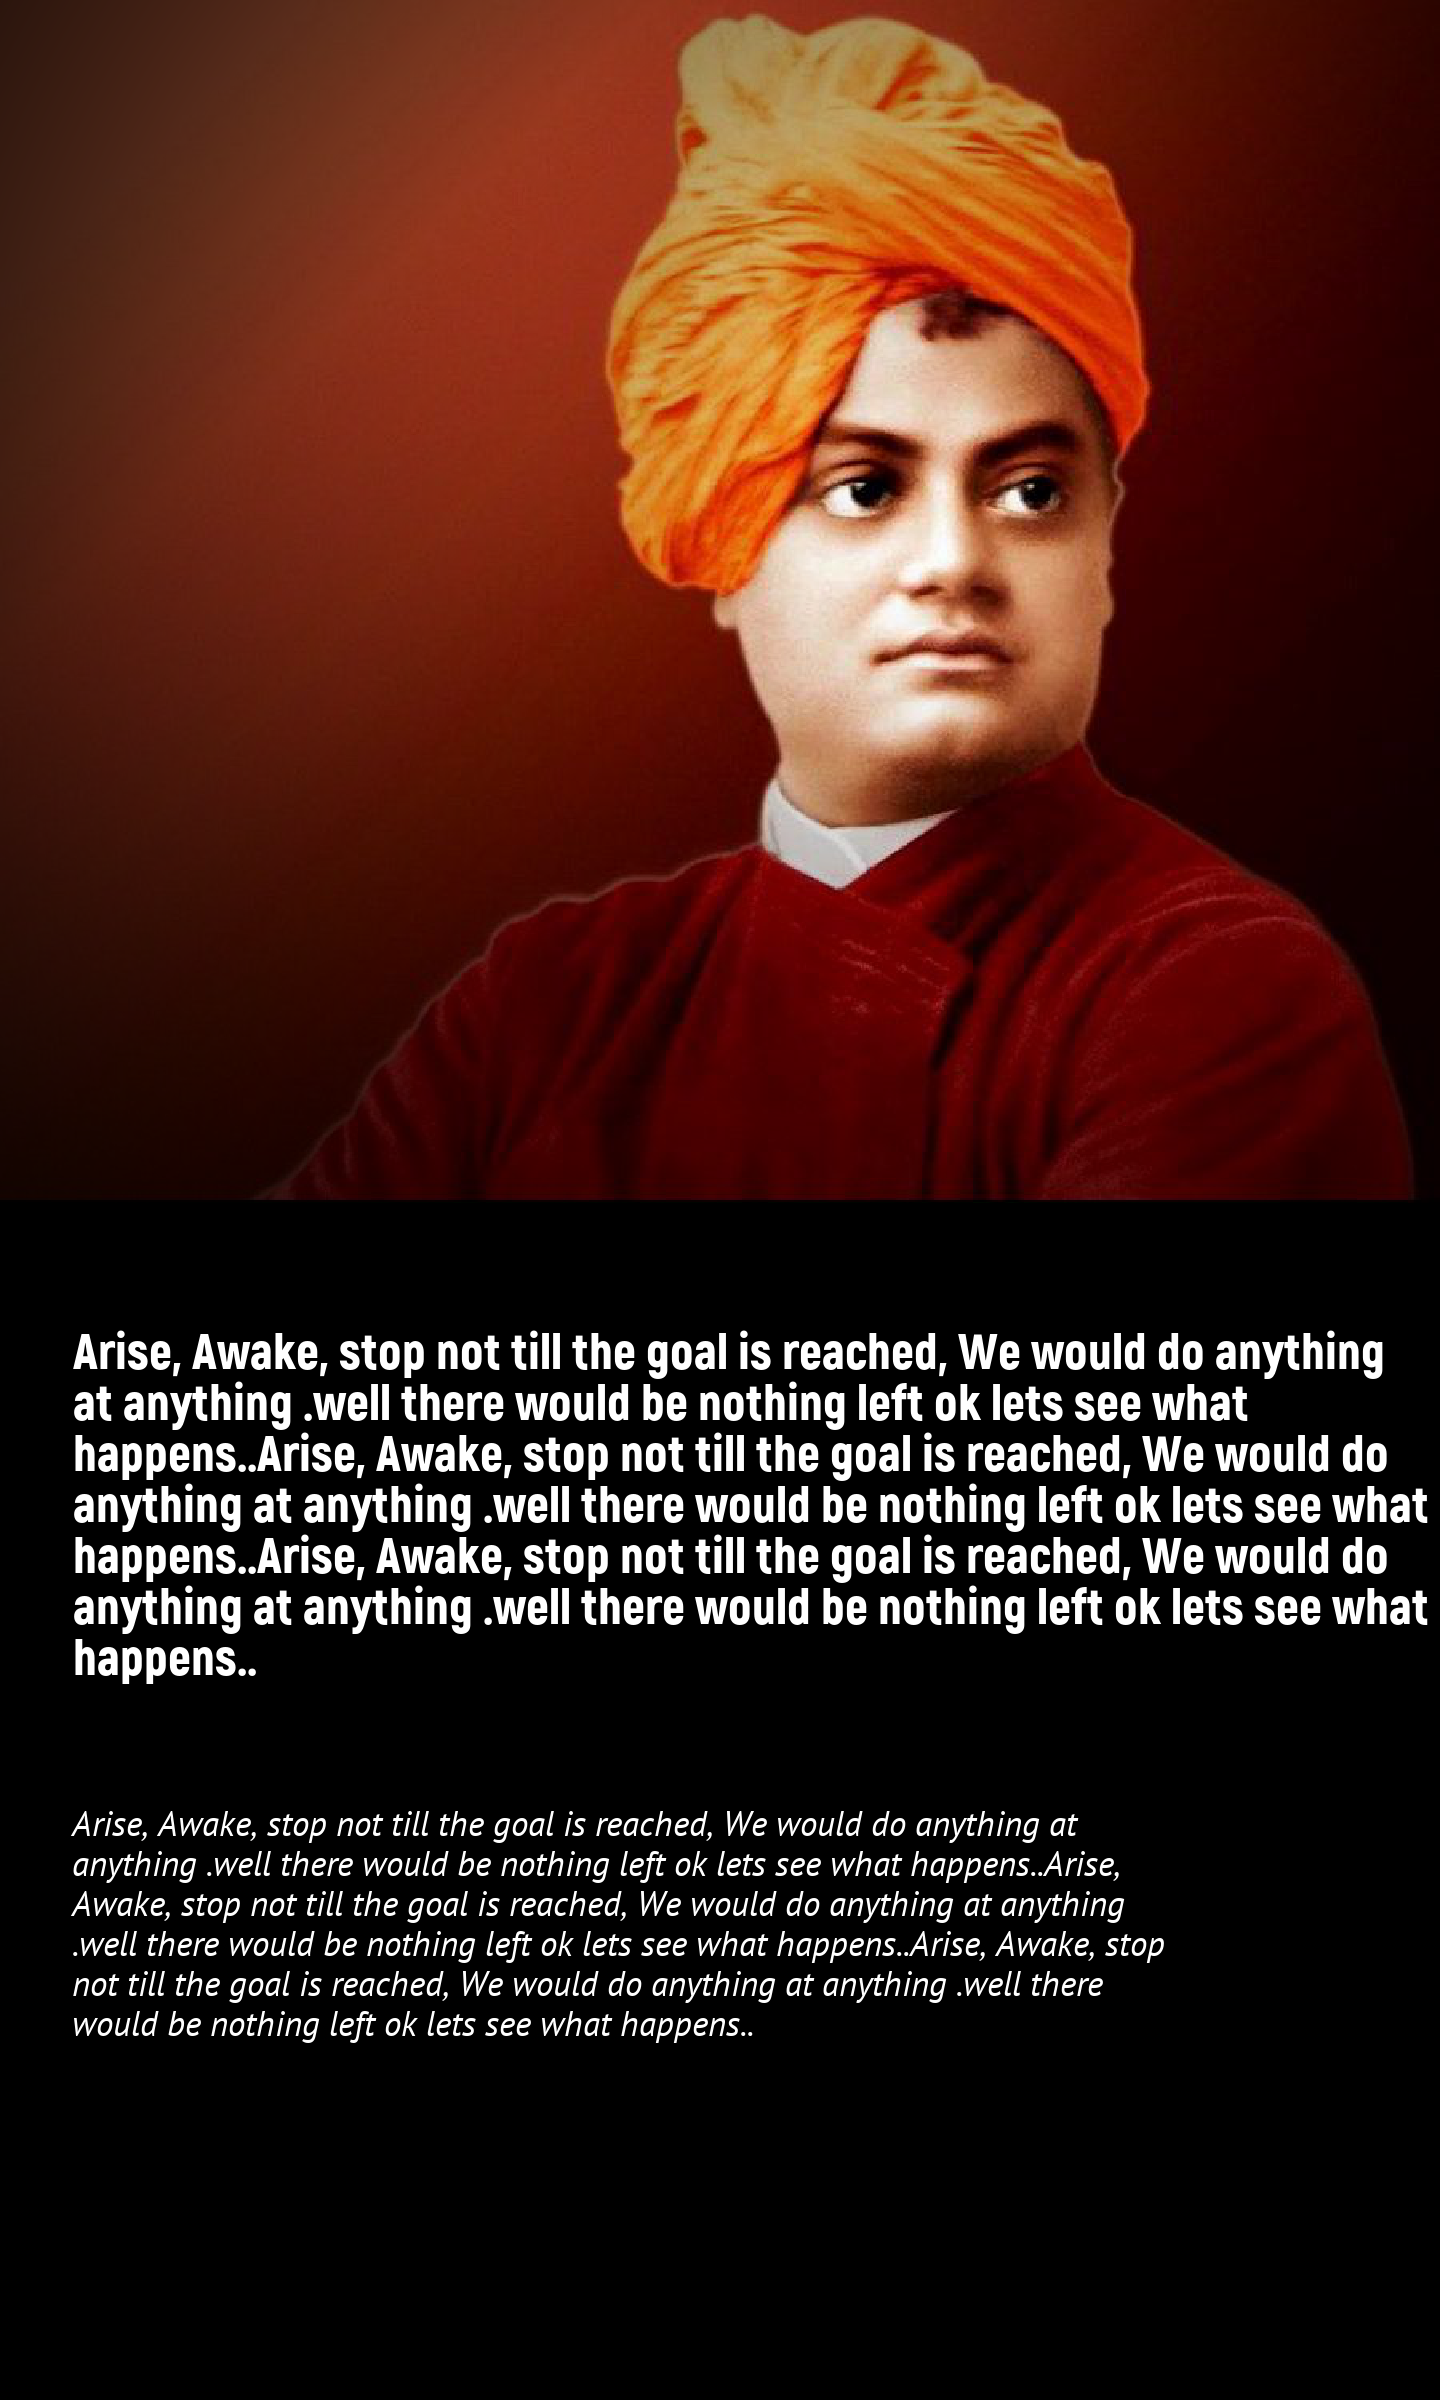 Arise, Awake, stop not till the goal is reached, We would do anything
at anything .well there would be nothing left ok lets see what
happens..Arise, Awake, stop not till the goal is reached, We would do
anything at anything .well there would be nothing left ok lets see what
happens..Arise, Awake, stop not till the goal is reached, We would do
anything at anything .well there would be nothing left ok lets see what
happens..
Arise, Awake, stop not till the goal is reached, We would do anything at
anything .well there would be nothing left ok lets see what happens..Arise,
Awake, stop not till the goal is reached, We would do anything at anything
.well there would be nothing left ok lets see what happens..Arise, Awake, stop
not till the goal is reached, We would do anything at anything .well there
would be nothing left ok lets see what happens..